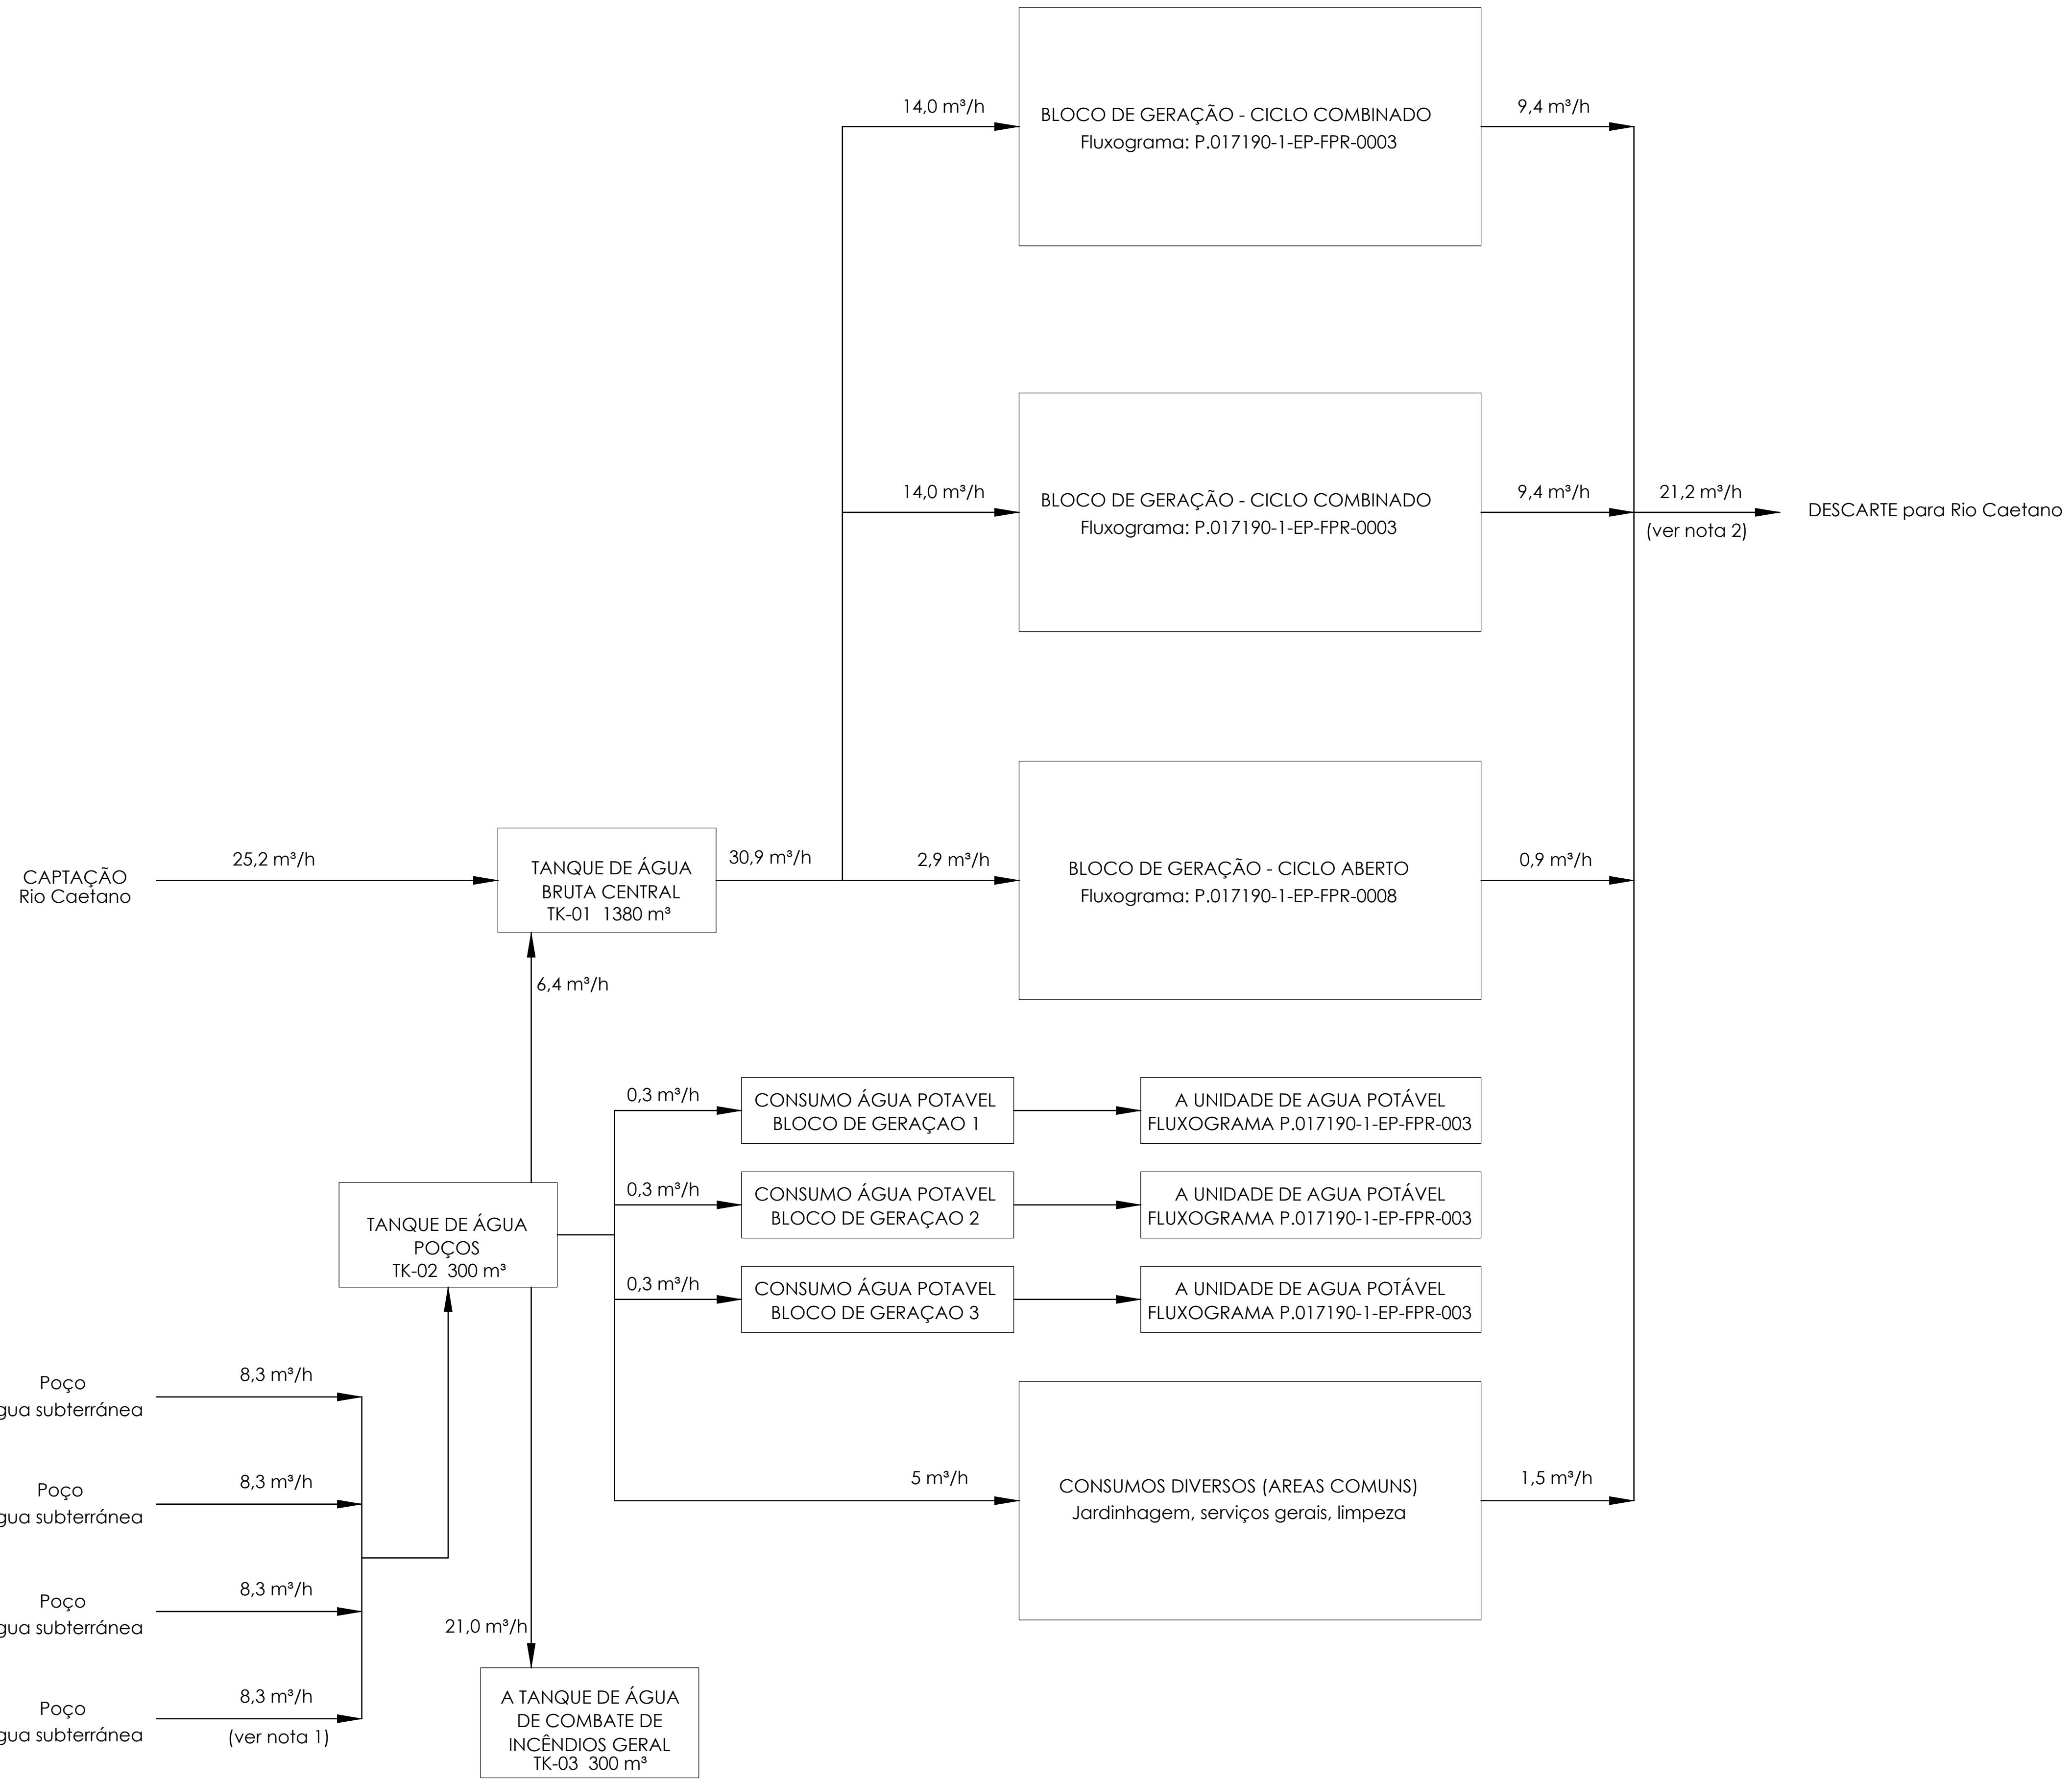 14,0 m³/h
BLOCO DE GERAÇÃO - CICLO COMBINADO
Fluxograma: P.017190-1-EP-FPR-0003
9,4 m³/h
14,0 m³/h
BLOCO DE GERAÇÃO - CICLO COMBINADO
Fluxograma: P.017190-1-EP-FPR-0003
9,4 m³/h
21,2 m³/h
(ver nota 2)
DESCARTE para Rio Caetano
CAPTAÇÃO
Rio Caetano
25,2 m³/h
TANQUE DE ÁGUA
BRUTA CENTRAL
TK-01 1380 m³
30,9 m³/h
2,9 m³/h
BLOCO DE GERAÇÃO - CICLO ABERTO
Fluxograma: P.017190-1-EP-FPR-0008
0,9 m³/h
6,4 m³/h
0,3 m³/h
CONSUMO ÁGUA POTAVEL
BLOCO DE GERAÇAO 1
A UNIDADE DE AGUA POTÁVEL
FLUXOGRAMA P.017190-1-EP-FPR-003
0,3 m³/h
CONSUMO ÁGUA POTAVEL
BLOCO DE GERAÇAO 2
A UNIDADE DE AGUA POTÁVEL
FLUXOGRAMA P.017190-1-EP-FPR-003
TANQUE DE ÁGUA
POÇOS
TK-02 300 m³
0,3 m³/h
CONSUMO ÁGUA POTAVEL
BLOCO DE GERAÇAO 3
A UNIDADE DE AGUA POTÁVEL
FLUXOGRAMA P.017190-1-EP-FPR-003
Poço
gua subterránea
8,3 m³/h
Poço
gua subterránea
8,3 m³/h
5 m³/h
CONSUMOS DIVERSOS (AREAS COMUNS)
Jardinhagem, serviços gerais, limpeza
1,5 m³/h
Poço
gua subterránea
8,3 m³/h
21,0 m³/h
Poço
gua subterránea
8,3 m³/h
(ver nota 1)
A TANQUE DE ÁGUA
DE COMBATE DE
INCÊNDIOS GERAL
TK-03 300 m³